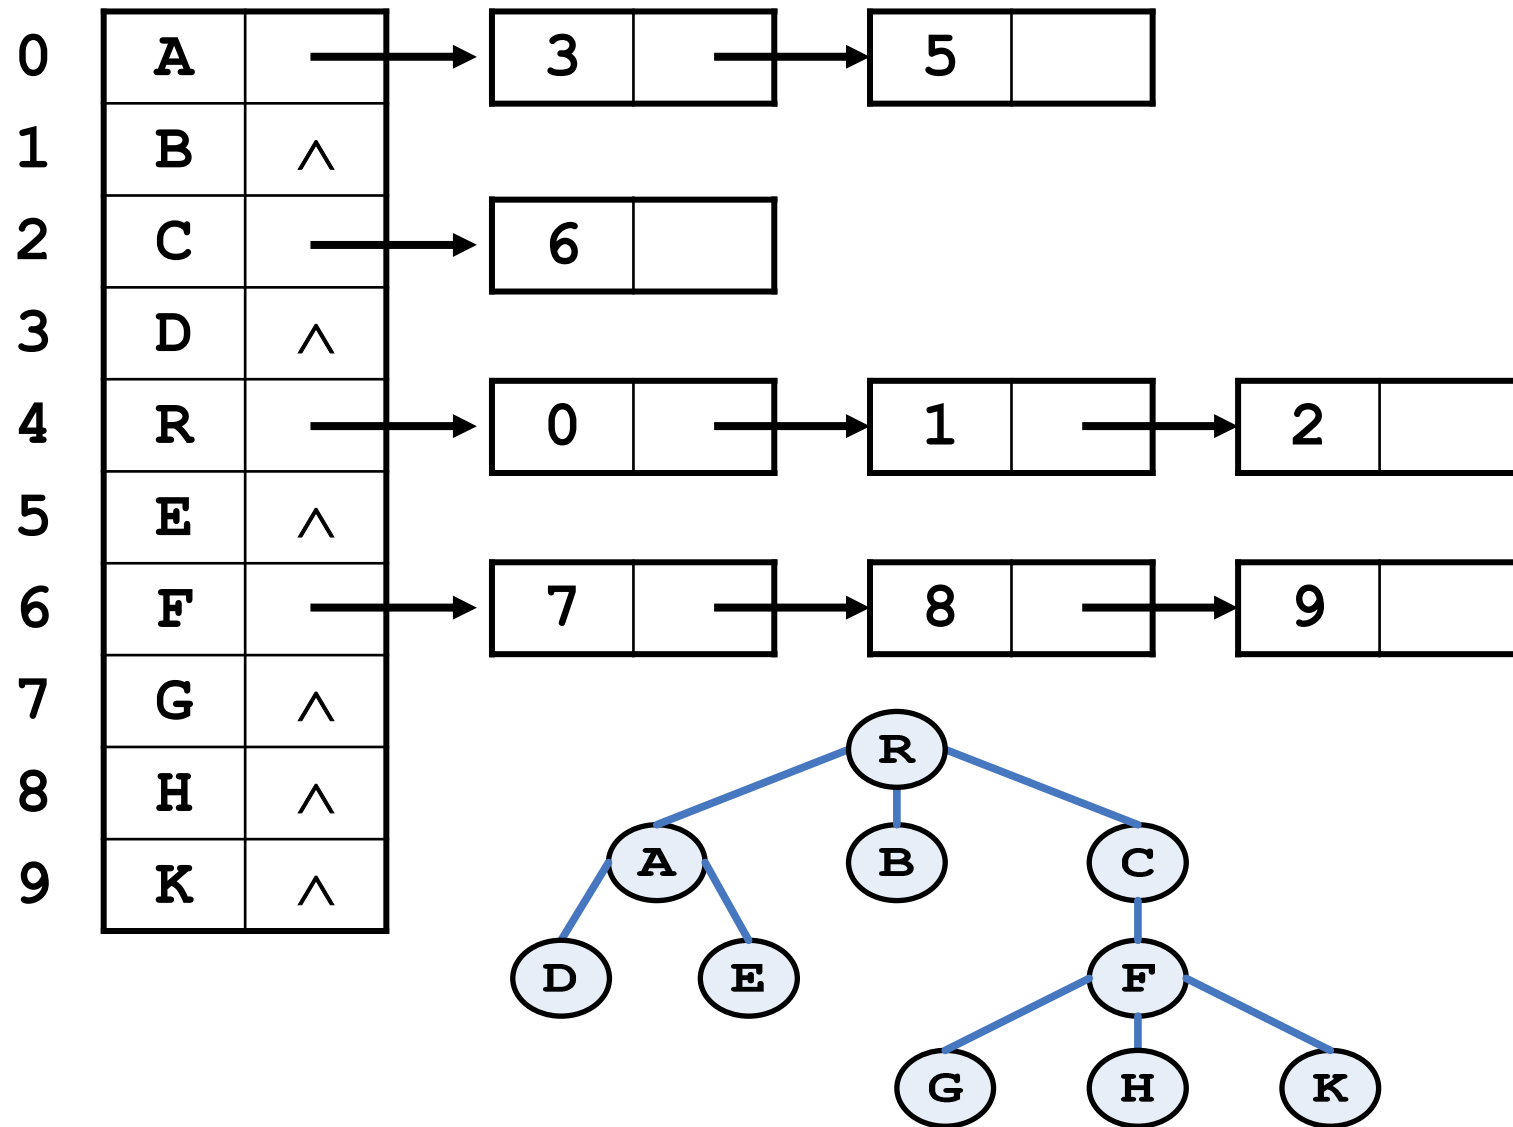 0 A 3 5
1 B ∧
2 C 6
3 D ∧
4 R 0 1 2
5 E ∧
6 F 7 8 9
7 G ∧
8 H ∧
9 K ∧
R
A B C
D E F
G H K